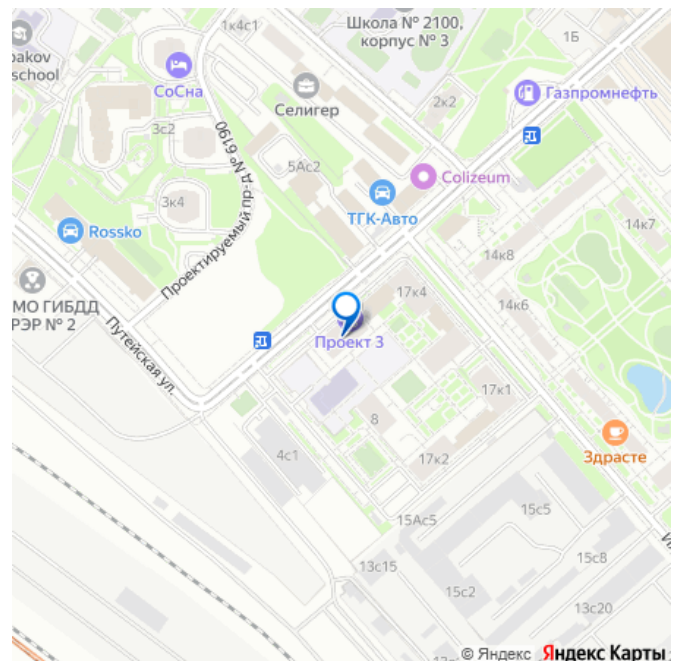 1к4с1
Школа № 2100,
корпус № 3
1Б
pakov
school
СоСна
Селигер
2к2
Газпромнефть
3с2
Проектируемый пр-д № 6190
5Ас2
Colizeum
3к4
ТГК-Авто
14к7
Rossko
14к8
МО ГИБДД
РЭР № 2
17к4
14к6
Путейская ул.
Проект 3
17к1
8
Здрасте
4с1
17к2
15Ас5
15с5
13с15
15с8
15с2
13с20
© Яндекс Яндекс Карты